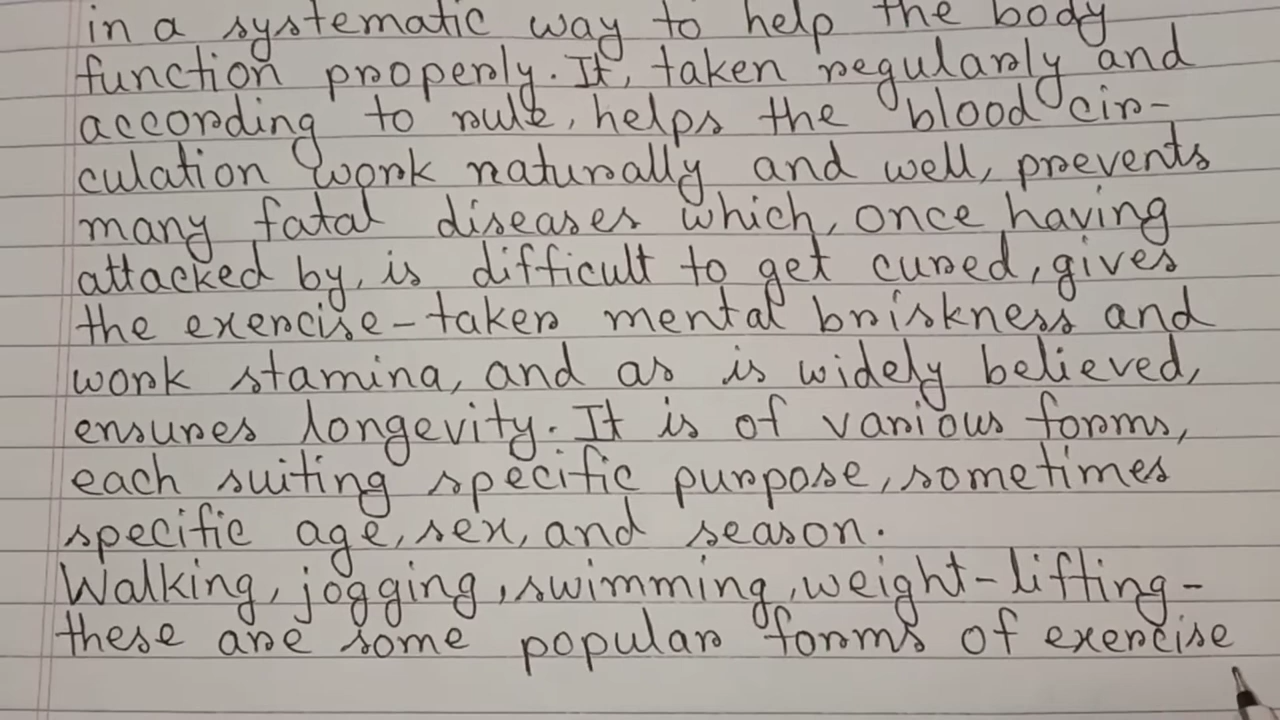 in a systematic way to help the body
function properly. It, taken regularly and
according to rule, helps the blood cir-
culation work naturally and well, prevents
many fatal diseases which, once having
attacked by, is difficult to get cured, gives
the exercise-taker mental briskness and
work stamina, and as is widely believed,
ensures longevity. It is of various forms,
each suiting specific purpose, sometimes
specific age, sex, and season.
Walking, jogging, swimming, weight-lifting-
these are some popular forms of exercise